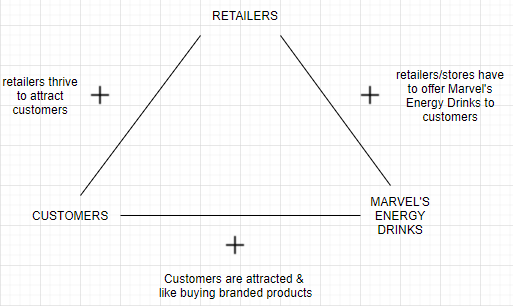 RETAILERS
retailers thrive
to attract
customers
+
retailers/stores have
to offer Marvel's
Energy Drinks to
customers
+
CUSTOMERS
MARVEL'S
ENERGY
DRINKS
+
Customers are attracted &
like buying branded products